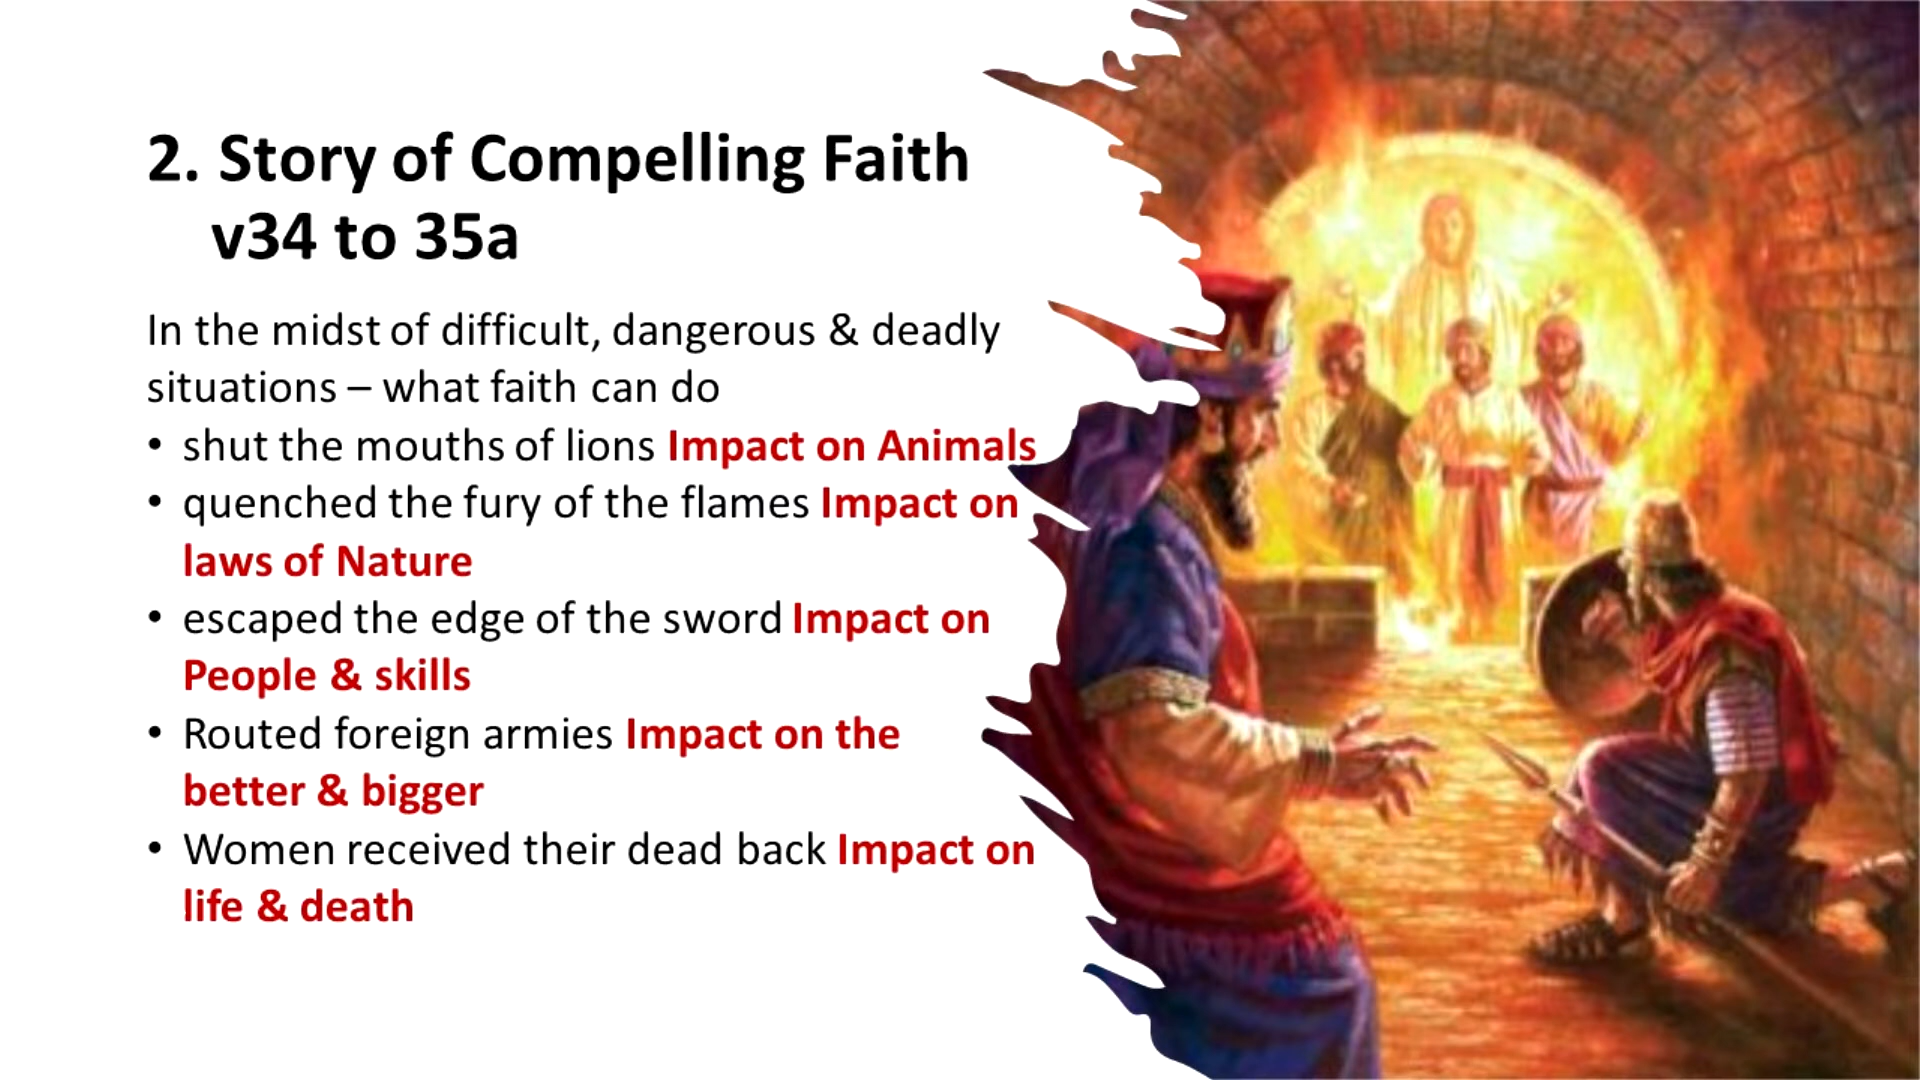 2. Story of Compelling Faith
v34 to 35a
In the midst of difficult, dangerous & deadly
situations – what faith can do
• shut the mouths of lions Impact on Animals
• quenched the fury of the flames Impact on
laws of Nature
• escaped the edge of the sword Impact on
People & skills
• Routed foreign armies Impact on the
better & bigger
• Women received their dead back Impact on
life & death